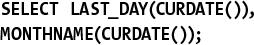 SELECT LAST_DAY(CURDATE()),
MONTHNAME(CURDATE());